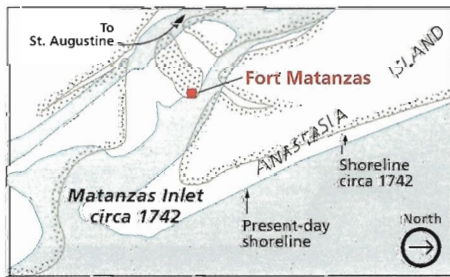 To
St. Augustine
Fort Matanzas
ANASTASIA ISLAND
Shoreline
circa 1742
Matanzas Inlet
circa 1742
Present-day
shoreline
North